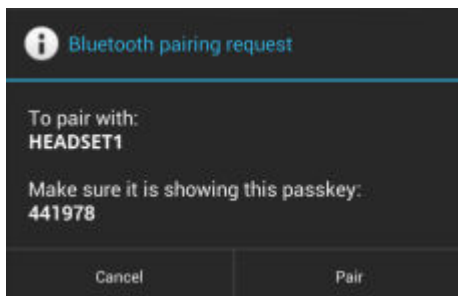 Bluetooth pairing request
To pair with:
HEADSET1
Make sure it is showing this passkey:
441978
Cancel Pair